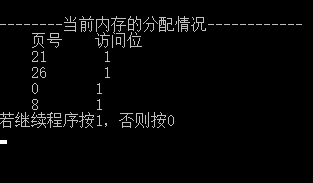 --------当前内存的分配情况------------
页号 访问位
21 1
26 1
0 1
8 1
若继续程序按1，否则按0